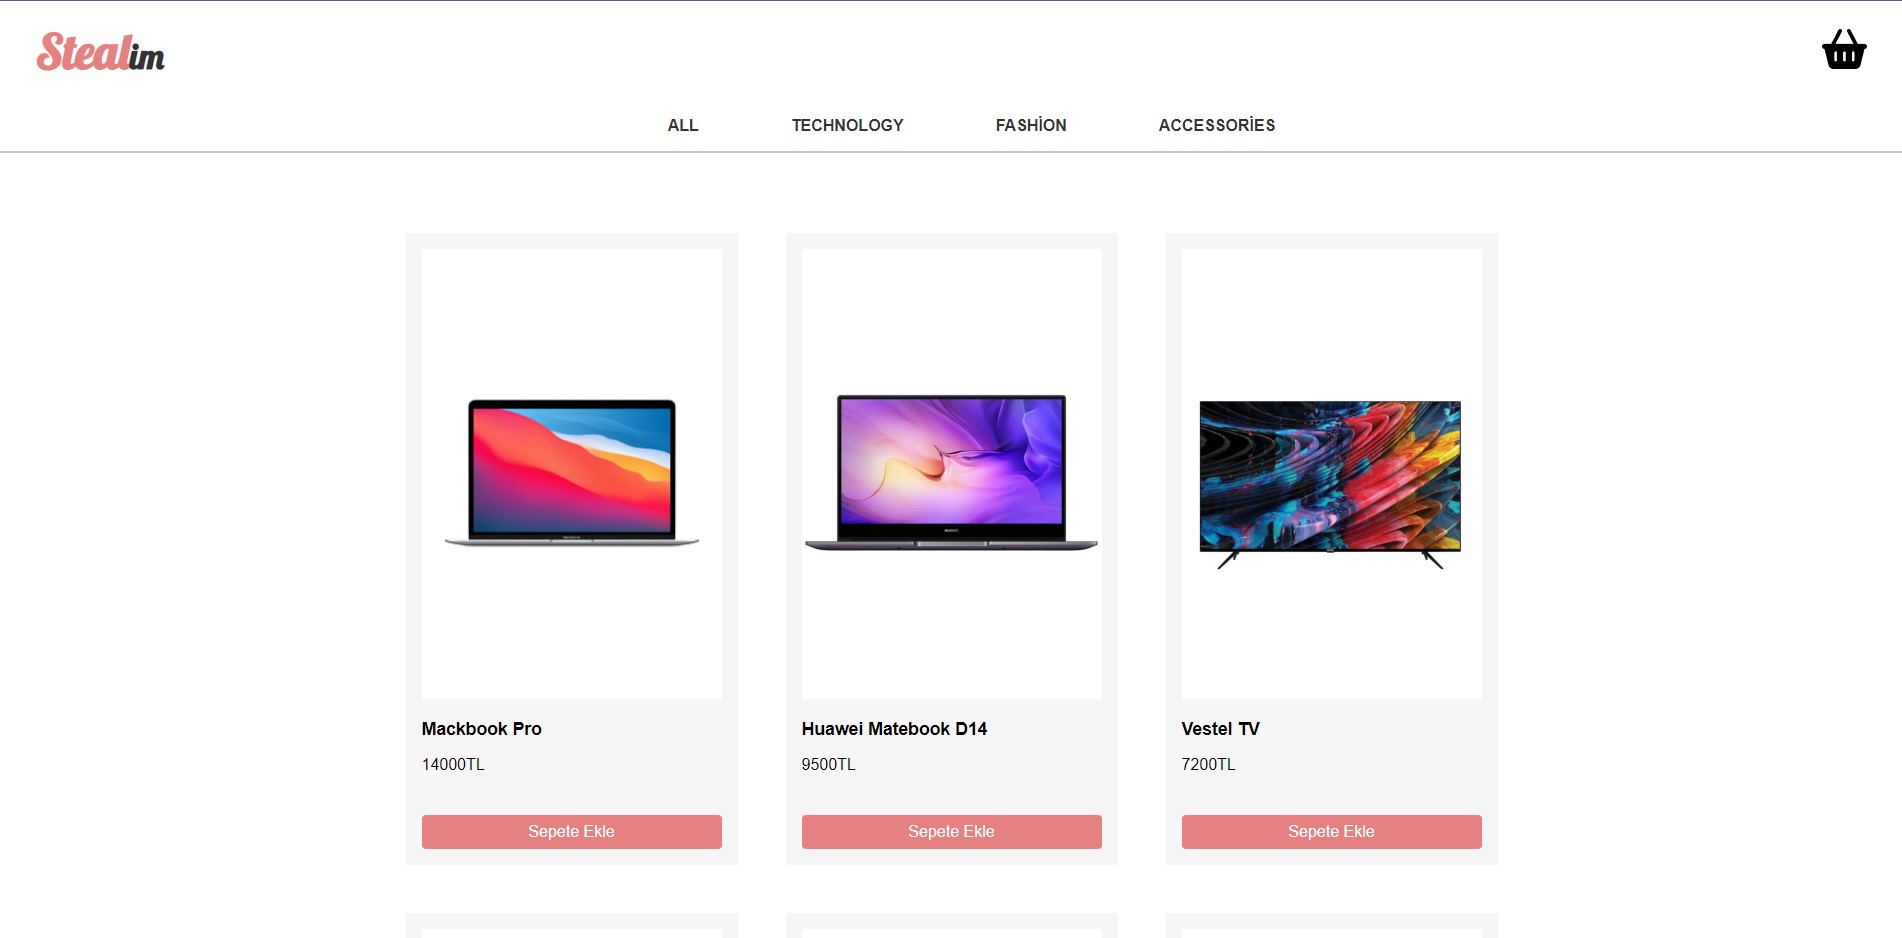 Stealim
ALL TECHNOLOGY FASHİON ACCESSORİES
Mackbook Pro
14000TL
Sepete Ekle
Huawei Matebook D14
9500TL
Sepete Ekle
Vestel TV
7200TL
Sepete Ekle